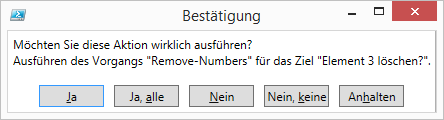 Bestätigung
Möchten Sie diese Aktion wirklich ausführen?
Ausführen des Vorgangs "Remove-Numbers" für das Ziel "Element 3 löschen?".
Ja Ja, alle Nein Nein, keine Anhalten